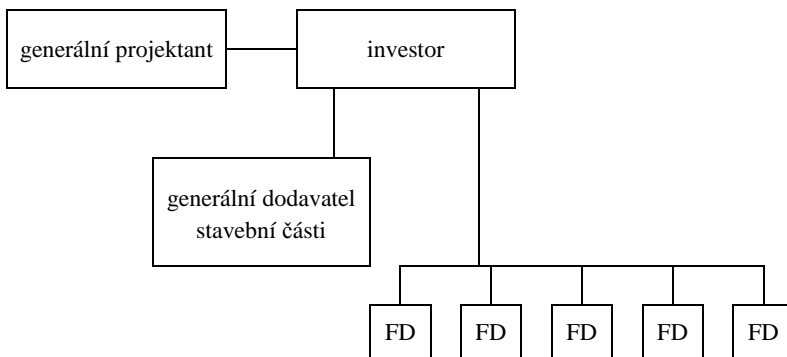 generální projektant
investor
generální dodavatel
stavební části
FD
FD
FD
FD
FD